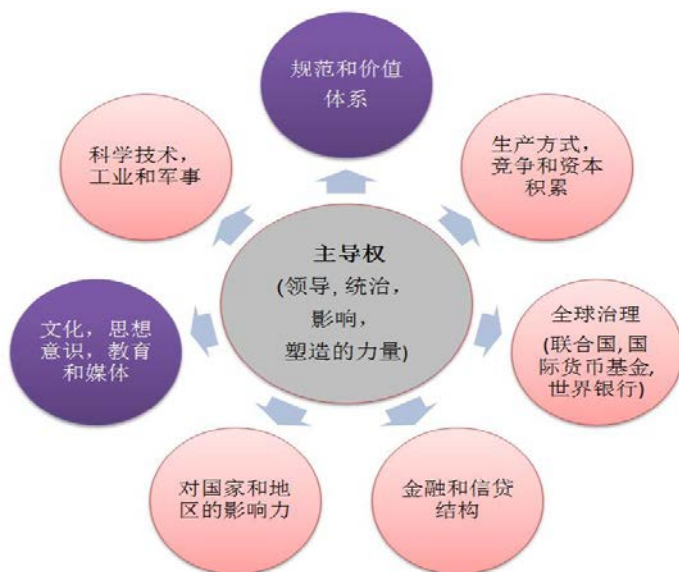 规范和价值
体系
科学技术，
工业和军事
生产方式，
竞争和资本
积累
主导权
(领导, 统治，
影响，
塑造的力量)
文化，思想
意识，教育
和媒体
全球治理
(联合国, 国
际货币基金,
世界银行)
对国家和地
区的影响力
金融和信贷
结构